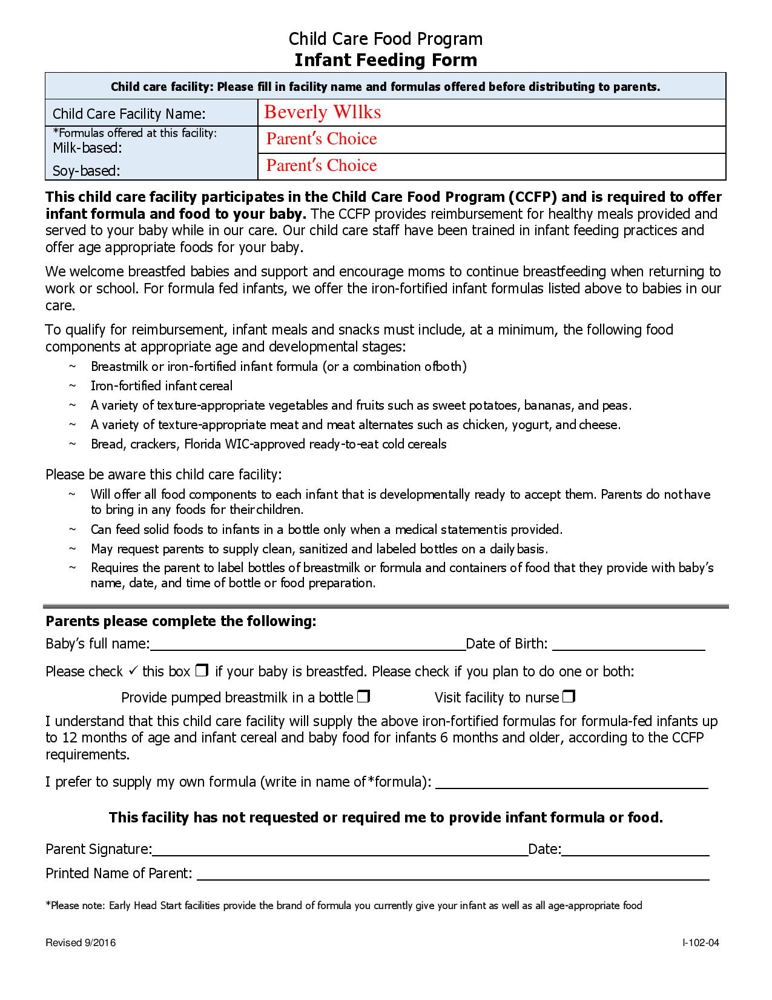 Child Care Food Program
Infant Feeding Form
Child care facility: Please fill in facility name and formulas offered before distributing to parents.
Child Care Facility Name: Beverly Wllks
*Formulas offered at this facility:
Milk-based: Parent's Choice
Soy-based: Parent's Choice
This child care facility participates in the Child Care Food Program (CCFP) and is required to offer
infant formula and food to your baby. The CCFP provides reimbursement for healthy meals provided and
served to your baby while in our care. Our child care staff have been trained in infant feeding practices and
offer age appropriate foods for your baby.
We welcome breastfed babies and support and encourage moms to continue breastfeeding when returning to
work or school. For formula fed infants, we offer the iron-fortified infant formulas listed above to babies in our
care.
To qualify for reimbursement, infant meals and snacks must include, at a minimum, the following food
components at appropriate age and developmental stages:
~ Breastmilk or iron-fortified infant formula (or a combination ofboth)
~ Iron-fortified infant cereal
~ A variety of texture-appropriate vegetables and fruits such as sweet potatoes, bananas, and peas.
~ A variety of texture-appropriate meat and meat alternates such as chicken, yogurt, and cheese.
~ Bread, crackers, Florida WIC-approved ready-to-eat cold cereals
Please be aware this child care facility:
~ Will offer all food components to each infant that is developmentally ready to accept them. Parents do not have
to bring in any foods for their children.
~ Can feed solid foods to infants in a bottle only when a medical statement is provided.
~ May request parents to supply clean, sanitized and labeled bottles on a daily basis.
~ Requires the parent to label bottles of breastmilk or formula and containers of food that they provide with baby's
name, date, and time of bottle or food preparation.
Parents please complete the following:
Baby's full name: Date of Birth:
Please check ✓ this box ❒ if your baby is breastfed. Please check if you plan to do one or both:
Provide pumped breastmilk in a bottle ❒ Visit facility to nurse ❒
I understand that this child care facility will supply the above iron-fortified formulas for formula-fed infants up
to 12 months of age and infant cereal and baby food for infants 6 months and older, according to the CCFP
requirements.
I prefer to supply my own formula (write in name of *formula):
This facility has not requested or required me to provide infant formula or food.
Parent Signature: Date:
Printed Name of Parent:
*Please note: Early Head Start facilities provide the brand of formula you currently give your infant as well as all age-appropriate food
Revised 9/2016 I-102-04